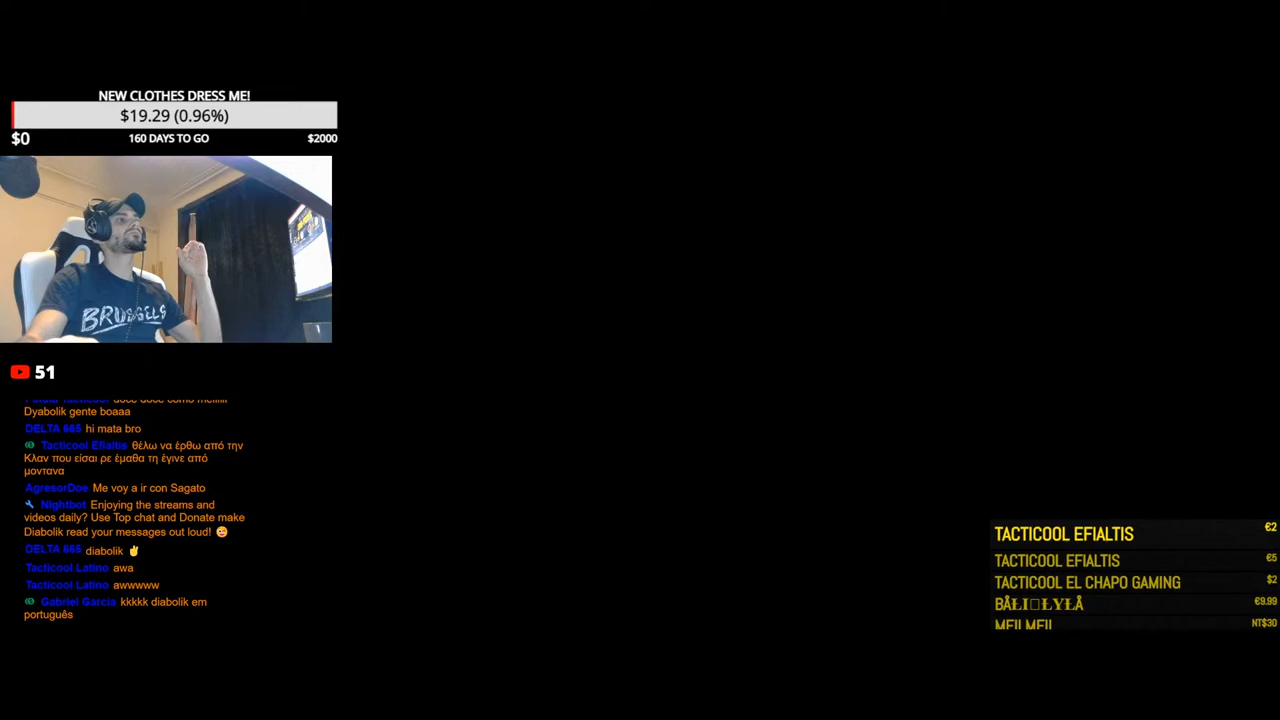 NEW CLOTHES DRESS ME!
$19.29 (0.96%)
$0 160 DAYS TO GO $2000
BRUSSELS
51
Dyabolik gente boaaa
DELTA 665 hi mata bro
Tacticool Efialtis θέλω να έρθω από την
Κλαν που είσαι ρε έμαθα τη έγινε από
μοντανα
AgresorDoe Me voy a ir con Sagato
Nightbot Enjoying the streams and
videos daily? Use Top chat and Donate make
Diabolik read your messages out loud! 😄
DELTA 665 diabolik ✌
Tacticool Latino awa
Tacticool Latino awwwww
Gabriel Garcia kkkkk diabolik em
português
TACTICOOL EFIALTIS €2
TACTICOOL EFIALTIS €5
TACTICOOL EL CHAPO GAMING $2
€9.99
NT$30